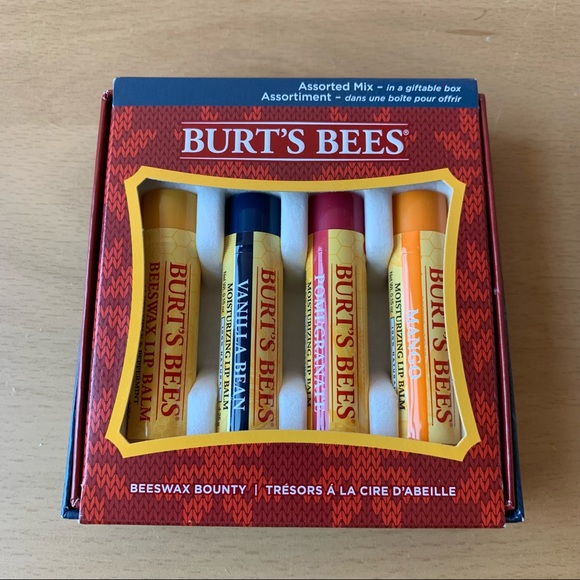 Assorted Mix – in a giftable box
Assortiment – dans une boîte pour offrir
BURT'S BEES®
BURT'S BEES
BEESWAX LIP BALM
VANILLA BEAN
BURT'S BEES
MOISTURIZING LIP BALM
POMEGRANATE
BURT'S BEES
MOISTURIZING LIP BALM
MANGO
BURT'S BEES
MOISTURIZING LIP BALM
BEESWAX BOUNTY | TRÉSORS Á LA CIRE D'ABEILLE